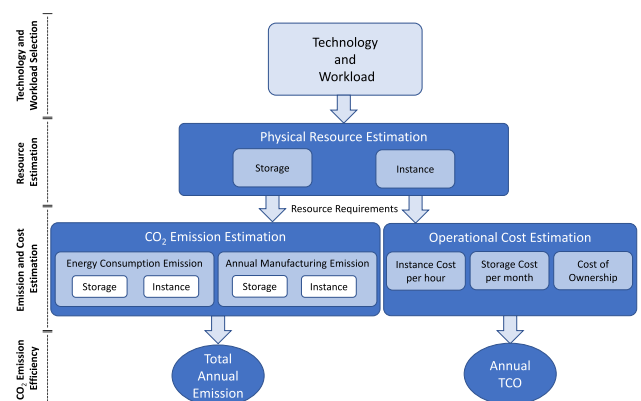 Technology and
Workload Selection
Technology
and
Workload
Resource
Estimation
Physical Resource Estimation
Storage
Instance
Resource Requirements
Emission and Cost
Estimation
CO₂ Emission Estimation
Energy Consumption Emission
Storage
Instance
Annual Manufacturing Emission
Storage
Instance
Operational Cost Estimation
Instance Cost
per hour
Storage Cost
per month
Cost of
Ownership
CO₂ Emission
Efficiency
Total
Annual
Emission
Annual
TCO